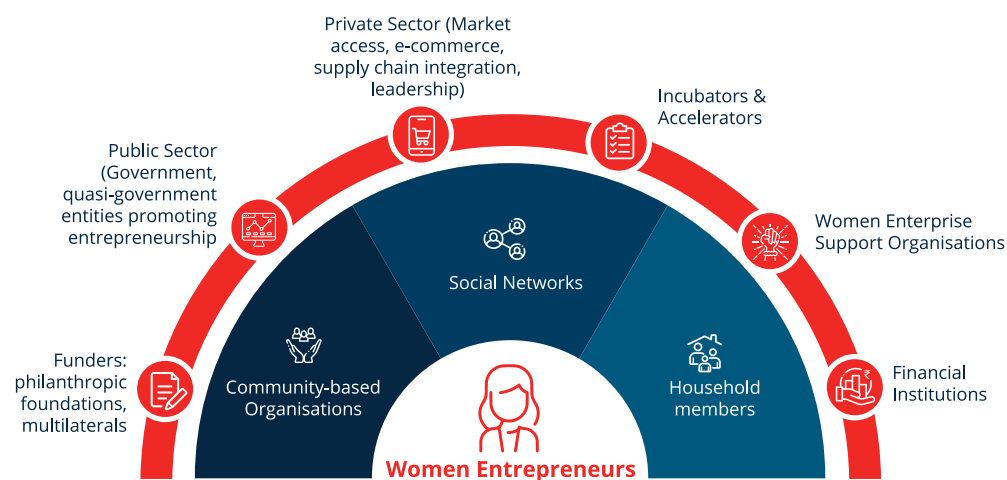 Private Sector (Market
access, e-commerce,
supply chain integration,
leadership)
Incubators &
Accelerators
Public Sector
(Government,
quasi-government
entities promoting
entrepreneurship
Women Enterprise
Support Organisations
Social Networks
Funders:
philanthropic
foundations,
multilaterals
Community-based
Organisations
Household
members
Financial
Institutions
₹
Women Entrepreneurs